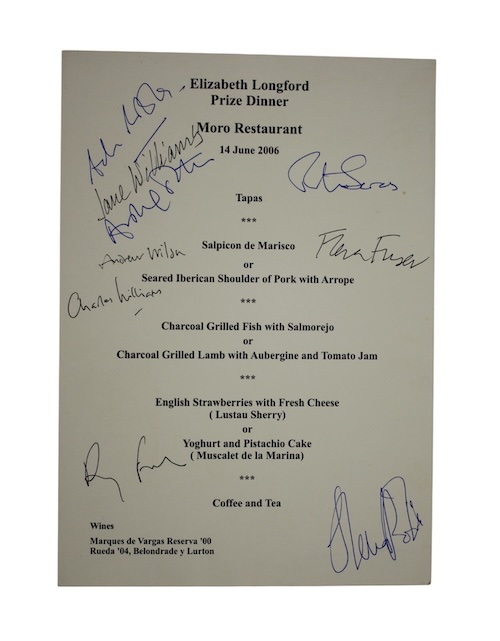 Elizabeth Longford
Prize Dinner
Moro Restaurant
14 June 2006
Jane Williams
Tapas
***
Flora Fraser
Salpicon de Marisco
Andrew Wilson
or
Seared Iberican Shoulder of Pork with Arrope
Charles Williams
***
Charcoal Grilled Fish with Salmorejo
or
Charcoal Grilled Lamb with Aubergine and Tomato Jam
***
English Strawberries with Fresh Cheese
( Lustau Sherry)
or
Yoghurt and Pistachio Cake
( Muscalet de la Marina)
***
Coffee and Tea
Wines
Marques de Vargas Reserva '00
Rueda '04, Belondrade y Lurton